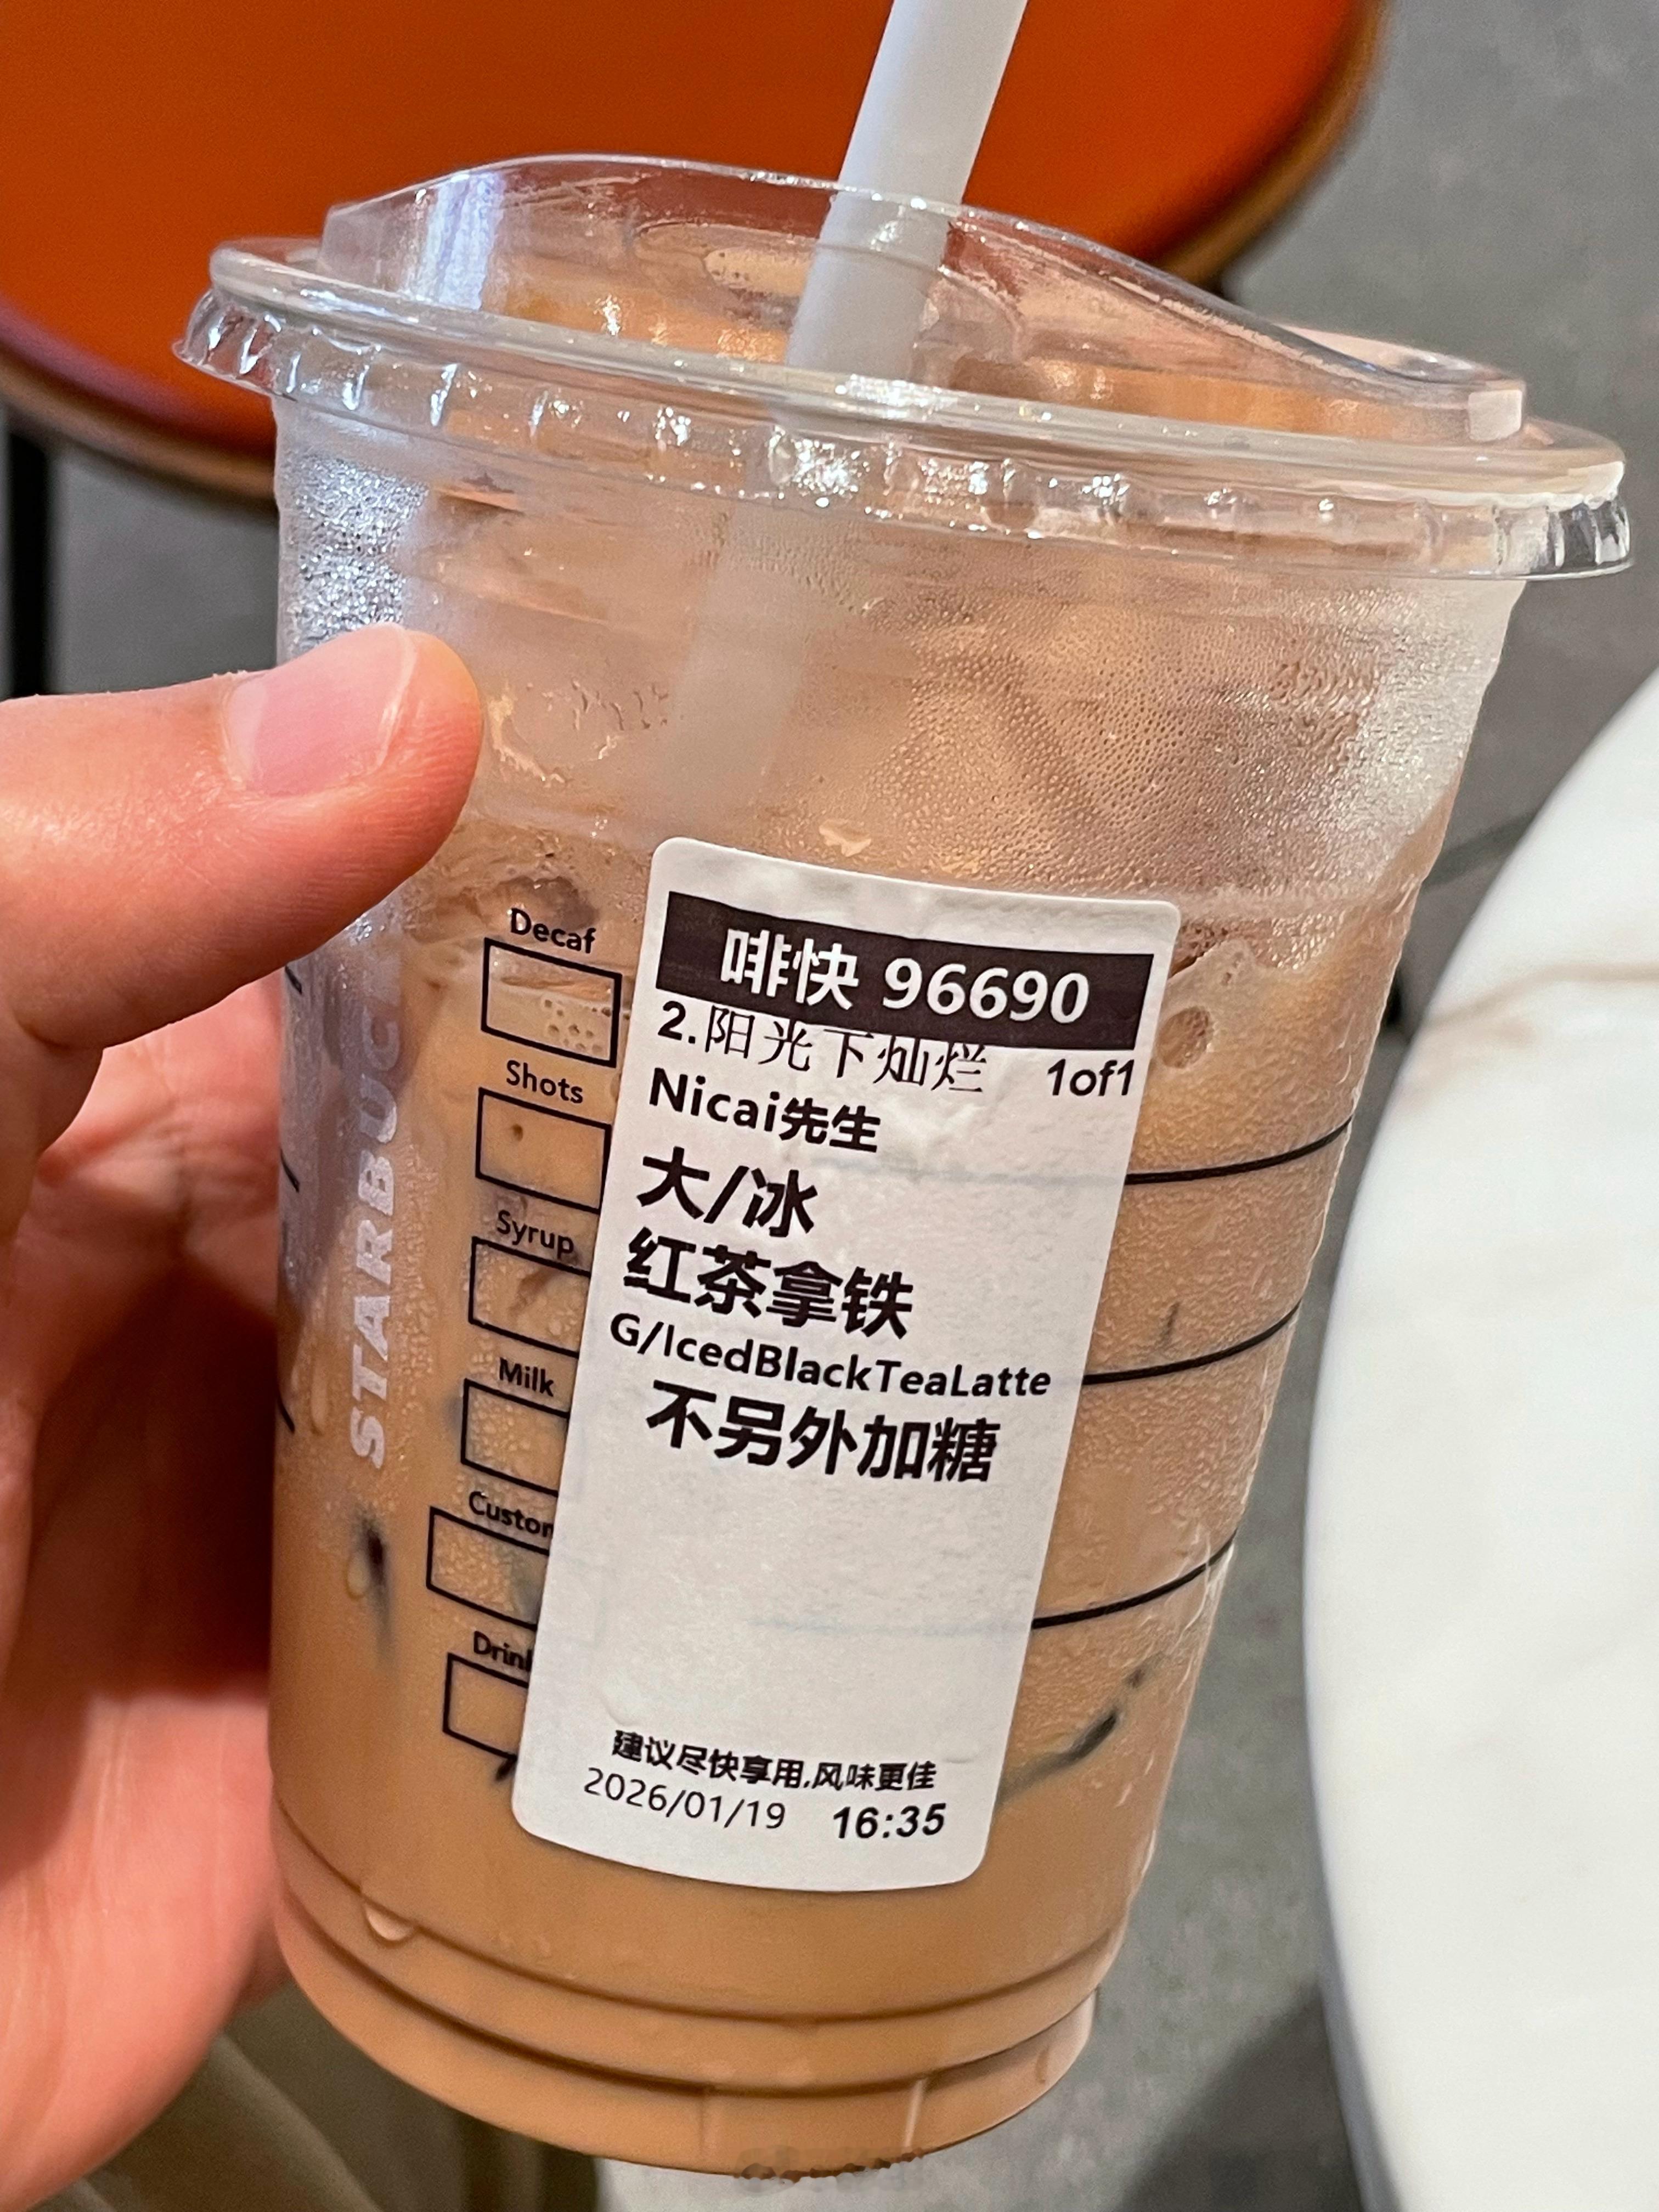 啡快 96690
2.阳光下灿烂 1of1
Nicai先生
大/冰
红茶拿铁
G/IcedBlackTeaLatte
不另外加糖
建议尽快享用,风味更佳
2026/01/19 16:35
Decaf
Shots
Syrup
Milk
Custom
Drink
STARBUC